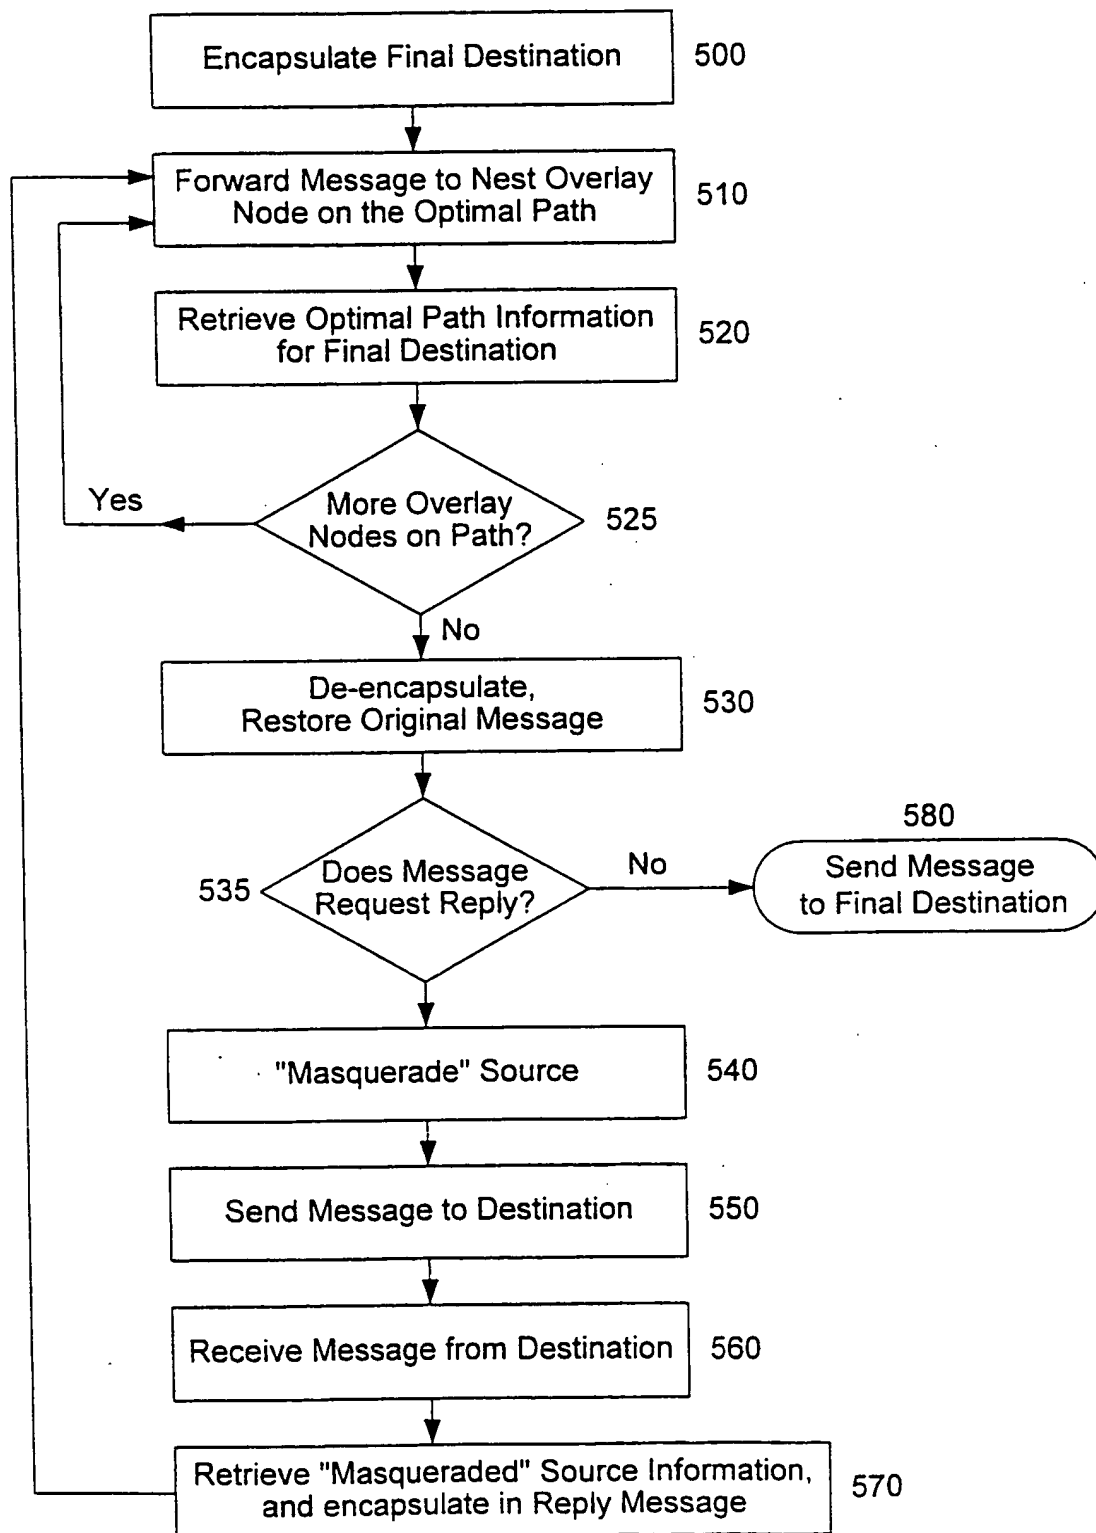 Encapsulate Final Destination
500
Forward Message to Nest Overlay
Node on the Optimal Path
510
Retrieve Optimal Path Information
for Final Destination
520
More Overlay
Nodes on Path?
525
Yes
No
De-encapsulate,
Restore Original Message
530
Does Message
Request Reply?
535
No
580
Send Message
to Final Destination
"Masquerade" Source
540
Send Message to Destination
550
Receive Message from Destination
560
Retrieve "Masqueraded" Source Information,
and encapsulate in Reply Message
570